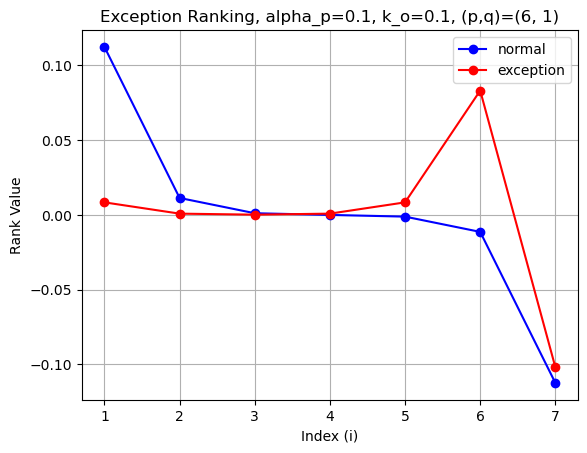 Exception Ranking, alpha_p=0.1, k_o=0.1, (p,q)=(6, 1)
normal
exception
Rank Value
0.10
0.05
0.00
−0.05
−0.10
1 2 3 4 5 6 7
Index (i)